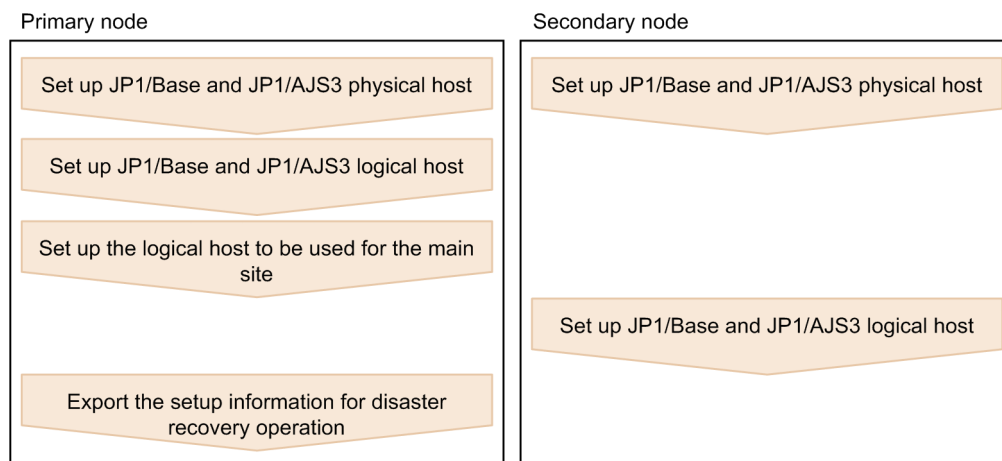 Primary node
Set up JP1/Base and JP1/AJS3 physical host
Set up JP1/Base and JP1/AJS3 logical host
Set up the logical host to be used for the main
site
Export the setup information for disaster
recovery operation
Secondary node
Set up JP1/Base and JP1/AJS3 physical host
Set up JP1/Base and JP1/AJS3 logical host